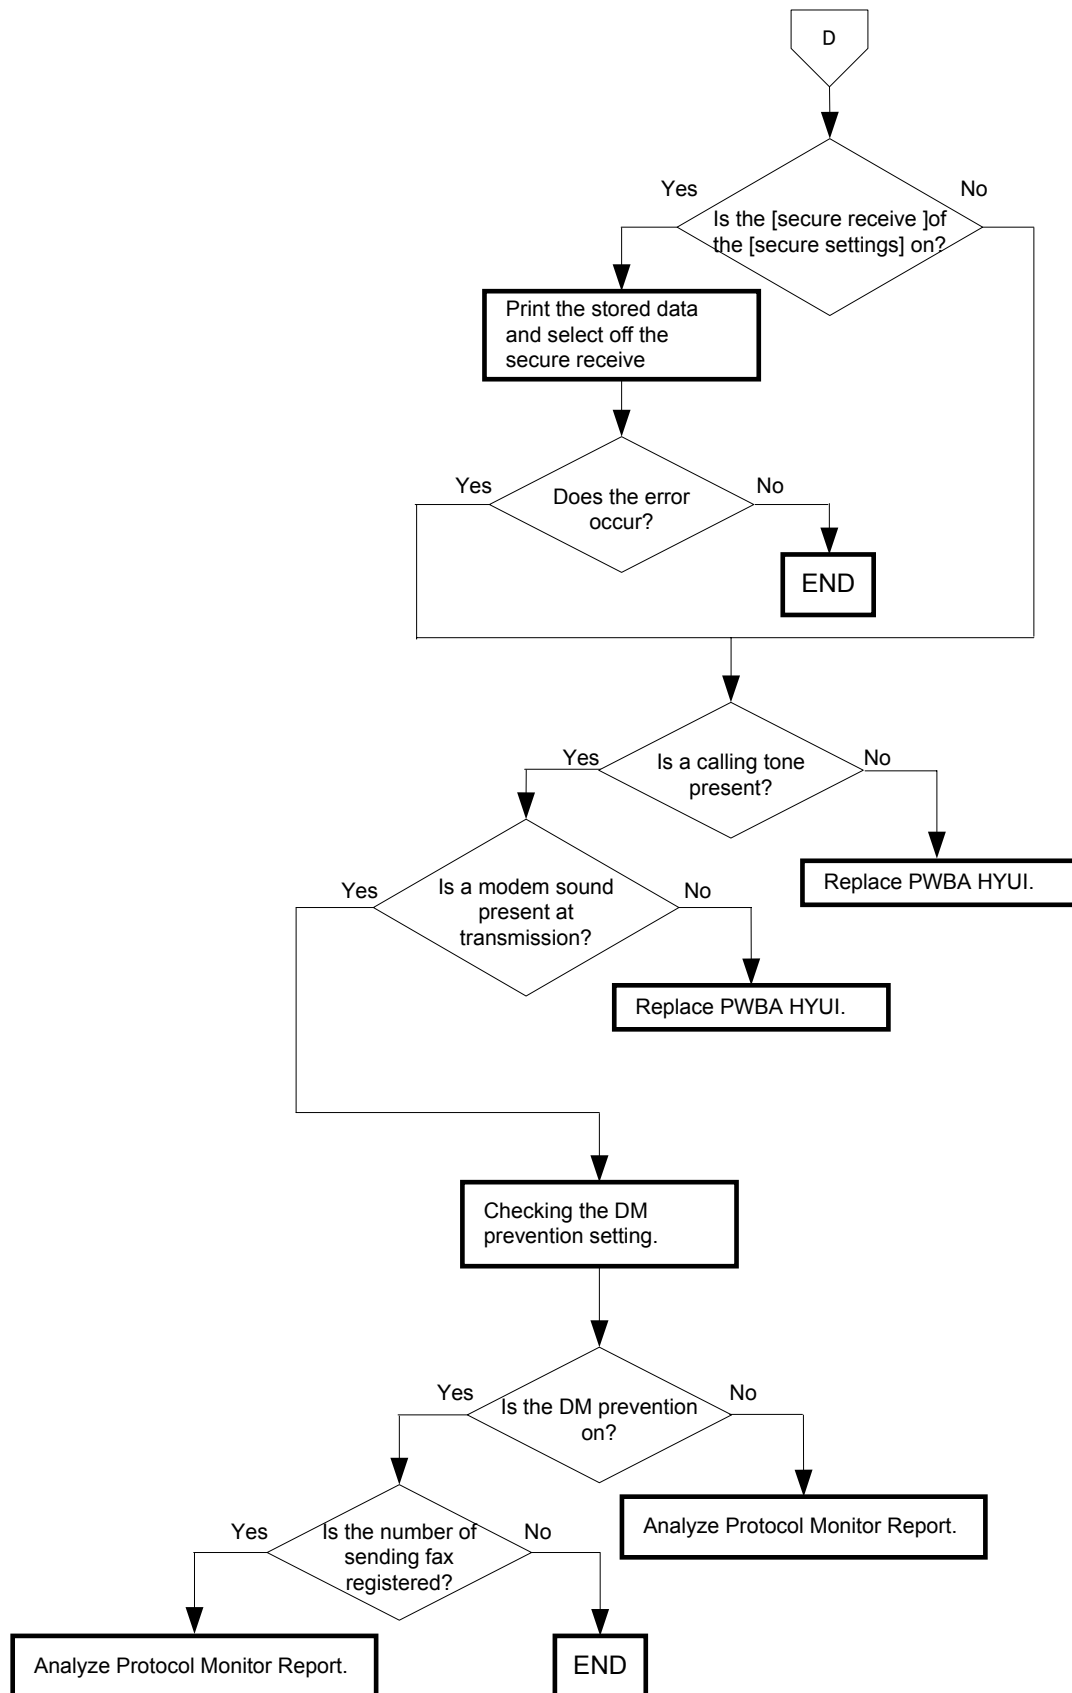 D
Yes
No
Is the [secure receive ]of
the [secure settings] on?
Print the stored data
and select off the
secure receive
Yes
No
Does the error
occur?
END
Yes
No
Is a calling tone
present?
Replace PWBA HYUI.
Yes
No
Is a modem sound
present at
transmission?
Replace PWBA HYUI.
Checking the DM
prevention setting.
Yes
No
Is the DM prevention
on?
Analyze Protocol Monitor Report.
Yes
No
Is the number of
sending fax
registered?
Analyze Protocol Monitor Report.
END